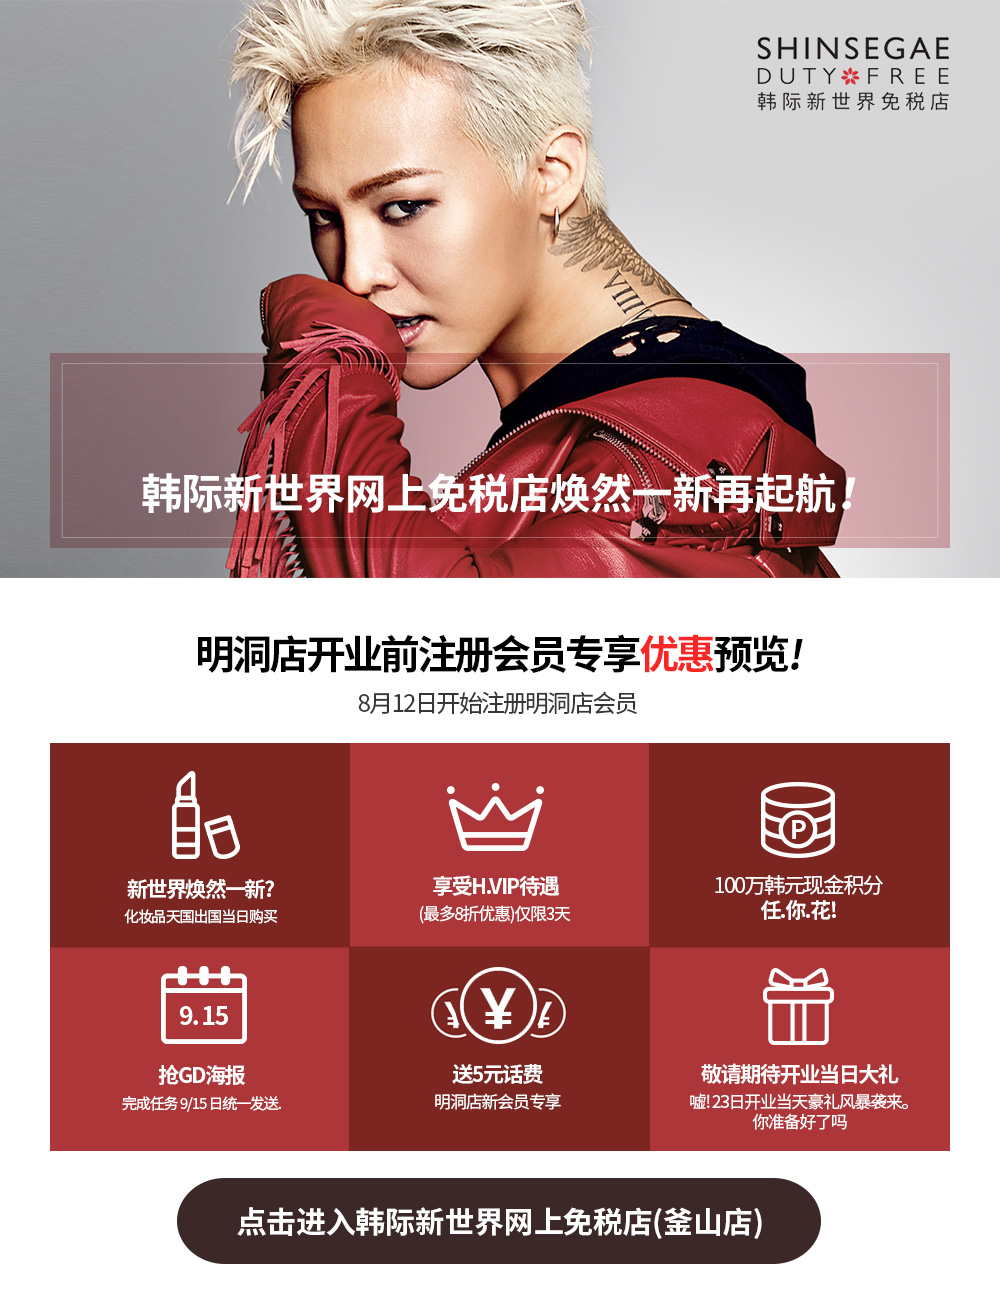 SHINSEGAE
DUTY FREE
韩际新世界免税店
VIII
韩际新世界网上免税店焕然一新再起航!
明洞店开业前注册会员专享优惠预览!
8月12日开始注册明洞店会员
新世界焕然一新?
化妆品天国出国当日购买
享受H.VIP待遇
(最多8折优惠)仅限3天
P
100万韩元现金积分
任.你.花!
9.15
抢GD海报
完成任务 9/15 日统一发送.
¥ ¥ ¥
送5元话费
明洞店新会员专享
敬请期待开业当日大礼
嘘! 23日开业当天豪礼风暴袭来。
你准备好了吗
点击进入韩际新世界网上免税店(釜山店)